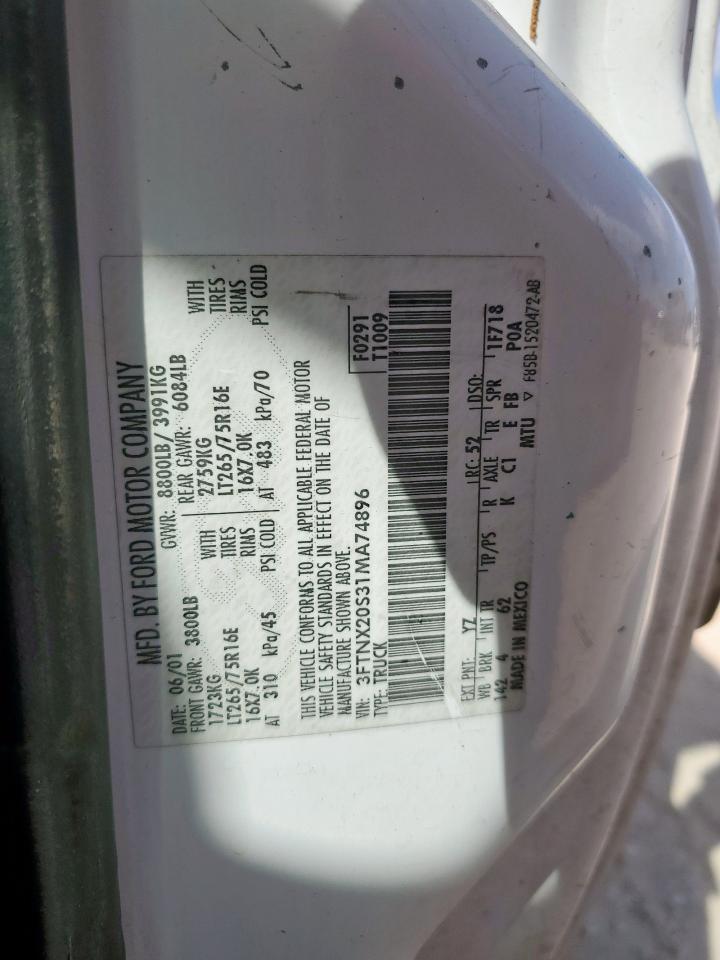 MFD. BY FORD MOTOR COMPANY
DATE: 06/01 GVWR: 8800LB/ 3991KG
FRONT GAWR: 3800LB REAR GAWR: 6084LB
1723KG WITH 2759KG WITH
LT265/75R16E TIRES LT265/75R16E TIRES
16X7.0K RIMS 16X7.0K RIMS
AT 310 kPa/45 PSI COLD AT 483 kPa/70 PSI COLD
THIS VEHICLE CONFORMS TO ALL APPLICABLE FEDERAL MOTOR
VEHICLE SAFETY STANDARDS IN EFFECT ON THE DATE OF
MANUFACTURE SHOWN ABOVE.
VIN: 3FTNX20S31MA74896 F0291
TYPE: TRUCK T1009
EXT PNT: YZ RC: 52 DSO:
WB BRK INT TR TP/PS R AXLE TR SPR 1F718
142 4 62 K C1 E FB P0A
MADE IN MEXICO MTU ▽ F85B-1520472-AB